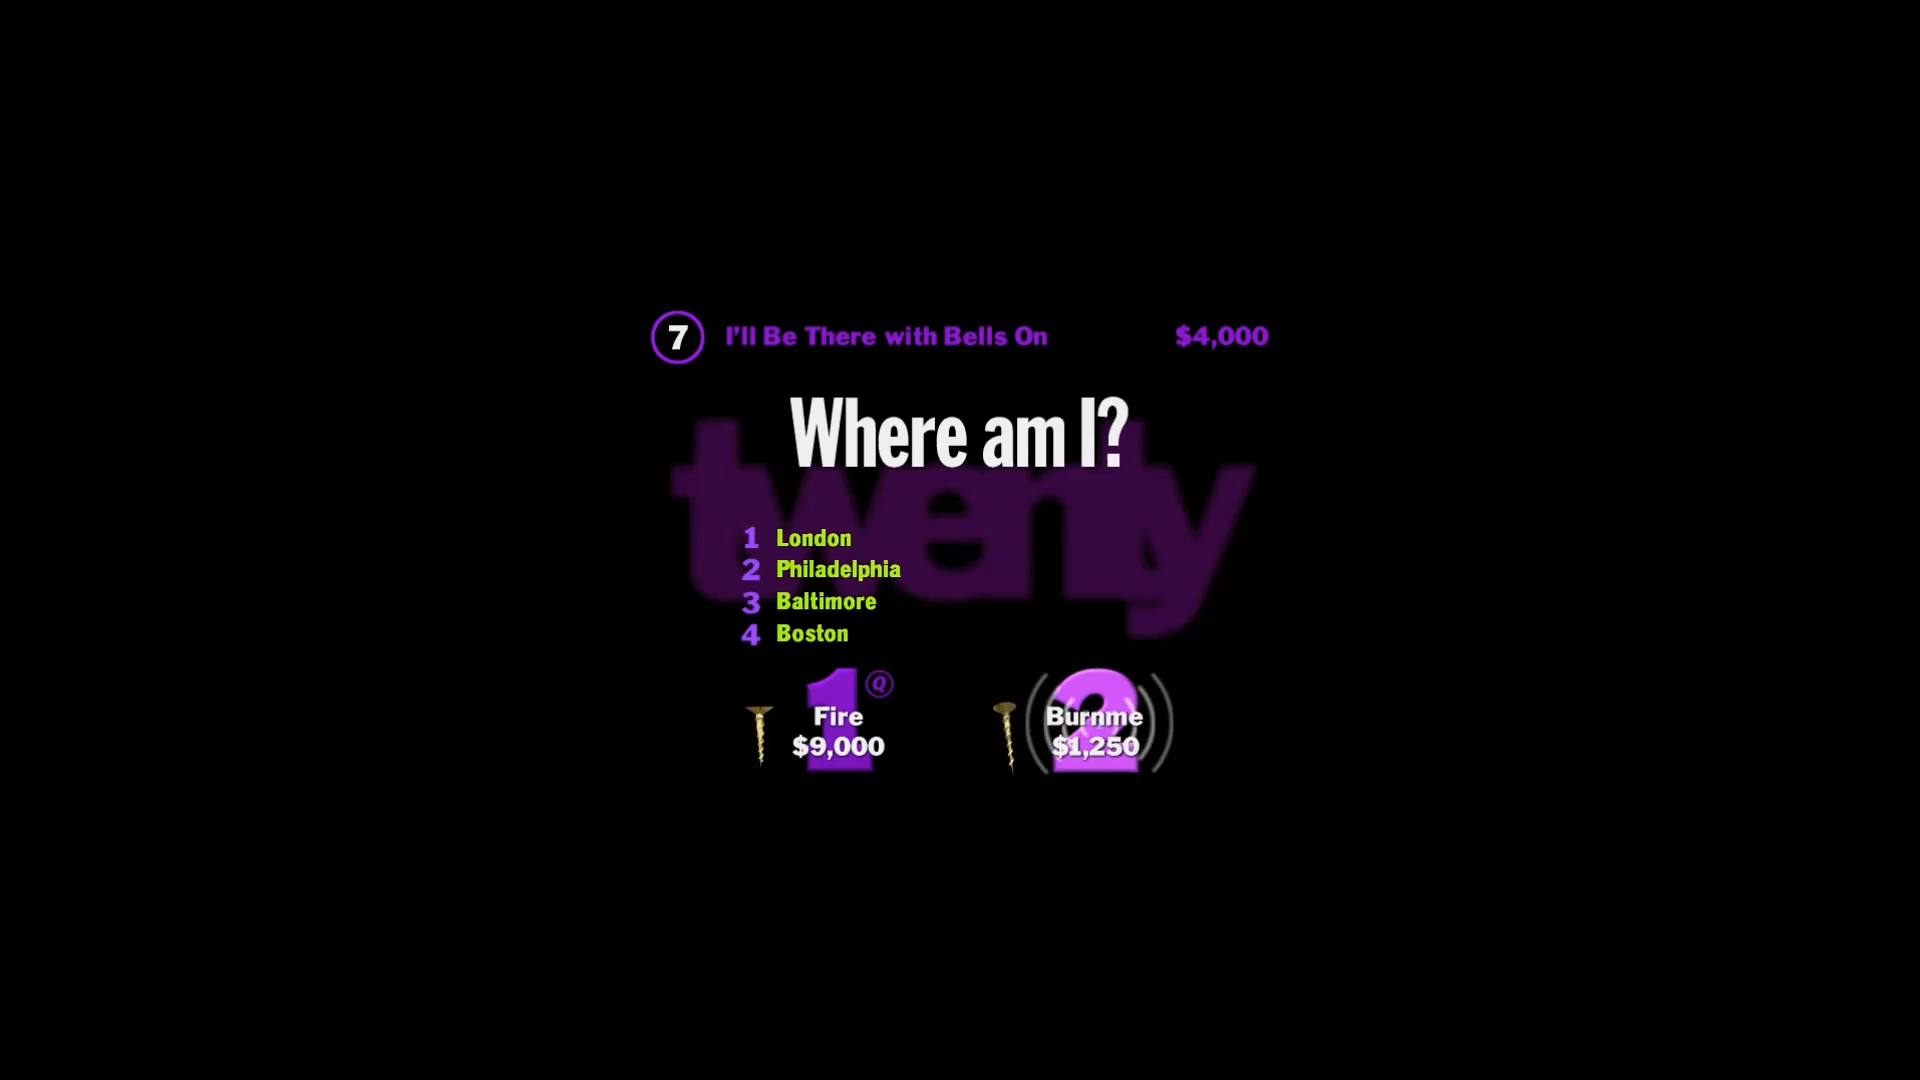 7 I'll Be There with Bells On $4,000
Where am I?
twenty
1 London
2 Philadelphia
3 Baltimore
4 Boston
1 Q 2
Fire Burnme
$9,000 $1,250